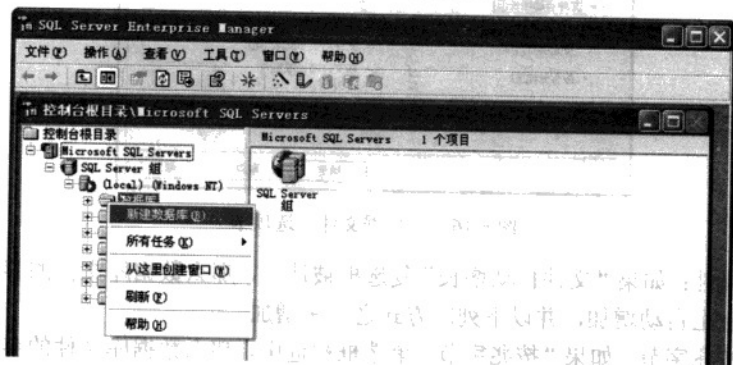 SQL Server Enterprise Manager
文件(F) 操作(A) 查看(V) 工具(T) 窗口(W) 帮助(H)
控制台根目录\Microsoft SQL Servers
控制台根目录
Microsoft SQL Servers
SQL Server 组
(local) (Windows NT)
数据库
新建数据库(B)
所有任务(K)
从这里创建窗口(W)
刷新(F)
帮助(H)
Microsoft SQL Servers 1 个项目
SQL Server
组